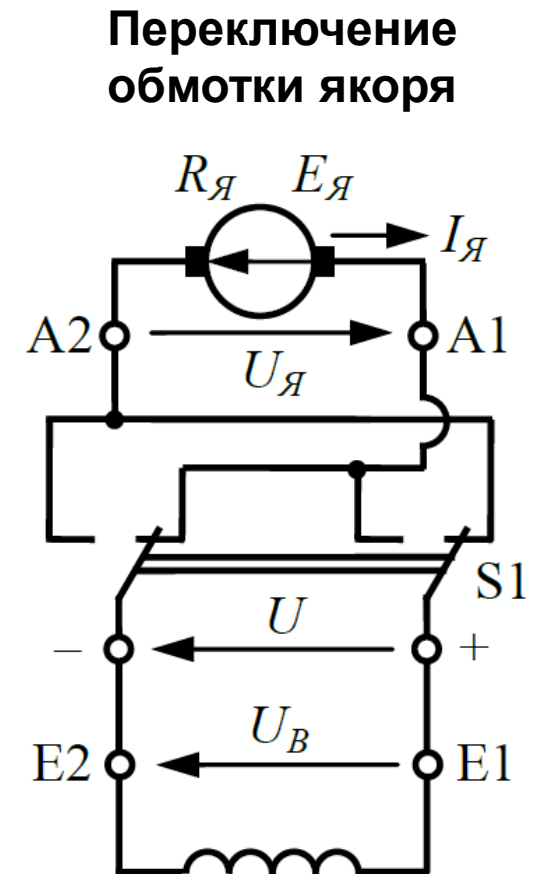 Переключение
обмотки якоря
RЯ EЯ
IЯ
A2 A1
UЯ
S1
U
– +
UВ
E2 E1